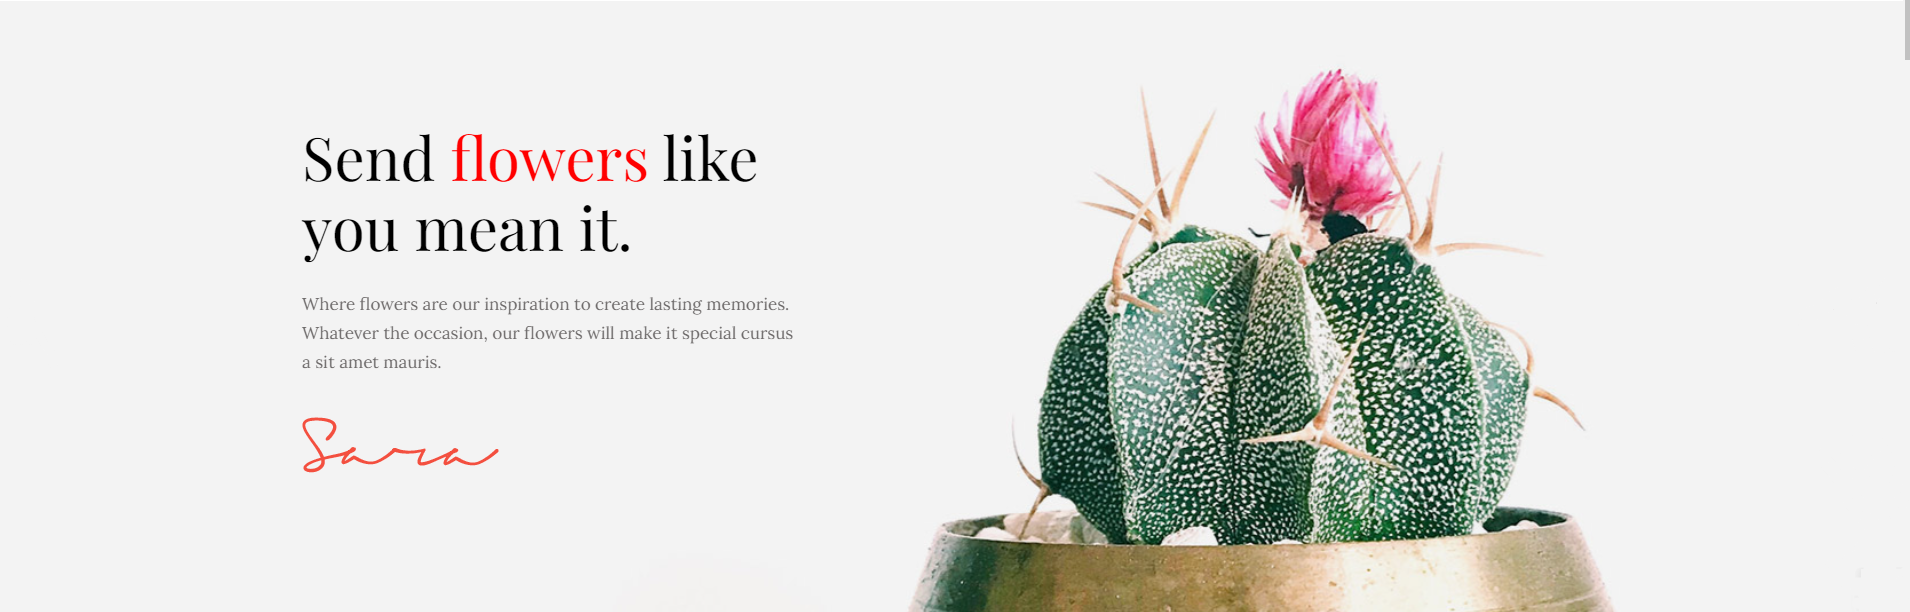 Send flowers like
you mean it.
Where flowers are our inspiration to create lasting memories.
Whatever the occasion, our flowers will make it special cursus
a sit amet mauris.
Sara